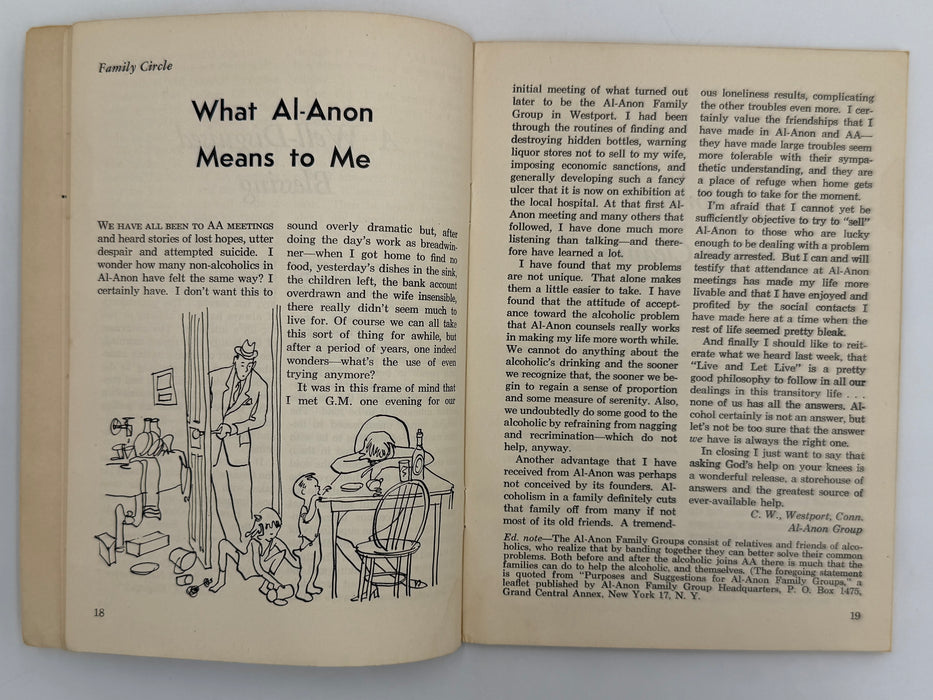 Family Circle
What Al-Anon
Means to Me
WE HAVE ALL BEEN TO AA MEETINGS
and heard stories of lost hopes, utter
despair and attempted suicide. I
wonder how many non-alcoholics in
Al-Anon have felt the same way? I
certainly have. I don't want this to
sound overly dramatic but, after
doing the day's work as breadwin-
ner—when I got home to find no
food, yesterday's dishes in the sink,
the children left, the bank account
overdrawn and the wife insensible,
there really didn't seem much to
live for. Of course we can all take
this sort of thing for awhile, but
after a period of years, one indeed
wonders—what's the use of even
trying anymore?
It was in this frame of mind that
I met G.M. one evening for our
18
initial meeting of what turned out
later to be the Al-Anon Family
Group in Westport. I had been
through the routines of finding and
destroying hidden bottles, warning
liquor stores not to sell to my wife,
imposing economic sanctions, and
generally developing such a fancy
ulcer that it is now on exhibition at
the local hospital. At that first Al-
Anon meeting and many others that
followed, I have done much more
listening than talking—and there-
fore have learned a lot.
I have found that my problems
are not unique. That alone makes
them a little easier to take. I have
found that the attitude of accept-
ance toward the alcoholic problem
that Al-Anon counsels really works
in making my life more worth while.
We cannot do anything about the
alcoholic's drinking and the sooner
we recognize that, the sooner we be-
gin to regain a sense of proportion
and some measure of serenity. Also,
we undoubtedly do some good to the
alcoholic by refraining from nagging
and recrimination—which do not
help, anyway.
Another advantage that I have
received from Al-Anon was perhaps
not conceived by its founders. Al-
coholism in a family definitely cuts
that family off from many if not
most of its old friends. A tremend-
ous loneliness results, complicating
the other troubles even more. I cer-
tainly value the friendships that I
have made in Al-Anon and AA—
they have made large troubles seem
more tolerable with their sympa-
thetic understanding, and they are
a place of refuge when home gets
too tough to take for the moment.
I'm afraid that I cannot yet be
sufficiently objective to try to "sell"
Al-Anon to those who are lucky
enough to be dealing with a problem
already arrested. But I can and will
testify that attendance at Al-Anon
meetings has made my life more
livable and that I have enjoyed and
profited by the social contacts I
have made here at a time when the
rest of life seemed pretty bleak.
And finally I should like to reit-
erate what we heard last week, that
"Live and Let Live" is a pretty
good philosophy to follow in all our
dealings in this transitory life . . .
none of us has all the answers. Al-
cohol certainly is not an answer, but
let's not be too sure that the answer
we have is always the right one.
In closing I just want to say that
asking God's help on your knees is
a wonderful release, a storehouse of
answers and the greatest source of
ever-available help.
C. W., Westport, Conn.
Al-Anon Group
Ed. note—The Al-Anon Family Groups consist of relatives and friends of alco-
holics, who realize that by banding together they can better solve their common
problems. Both before and after the alcoholic joins AA there is much that the
families can do to help the alcoholic, and themselves. (The foregoing statement
is quoted from "Purposes and Suggestions for Al-Anon Family Groups," a
leaflet published by Al-Anon Family Group Headquarters, P. O. Box 1475,
Grand Central Annex, New York 17, N. Y.
19